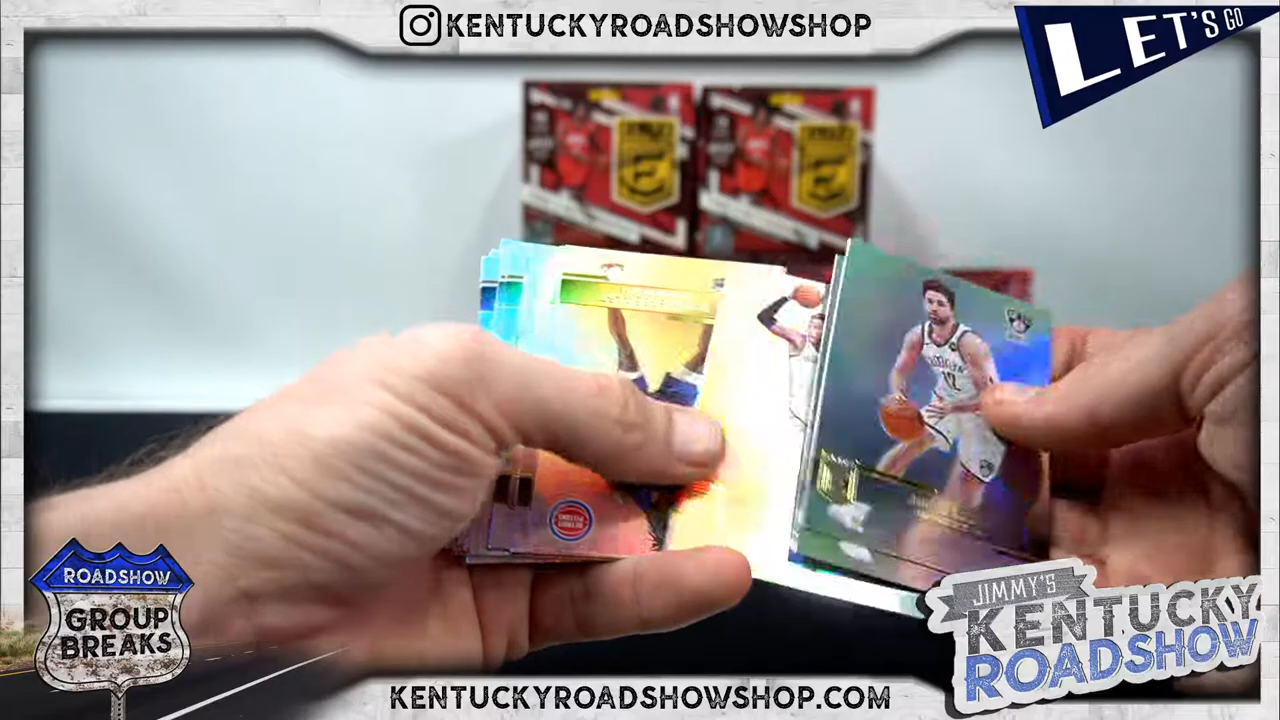 KENTUCKYROADSHOWSHOP
LET'S GO
ROADSHOW
GROUP
BREAKS
JIMMY'S
KENTUCKY
ROADSHOW
KENTUCKYROADSHOWSHOP.COM